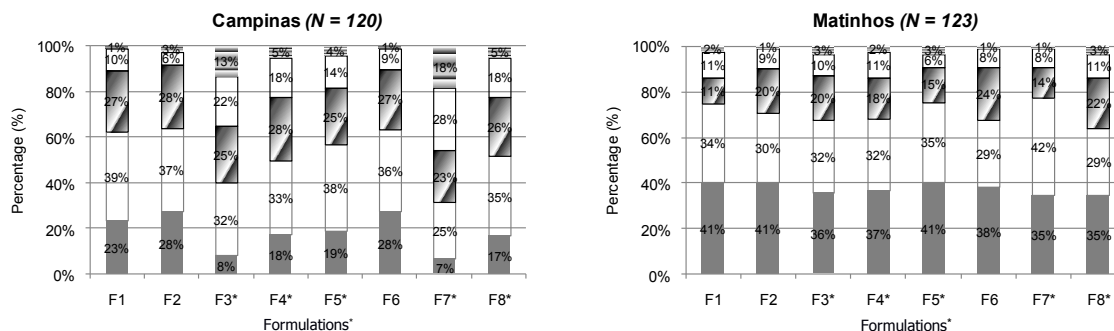 Campinas (N = 120)
Percentage (%)
100%
80%
60%
40%
20%
0%
1% 3% 13% 5% 4% 1% 18% 5%
10% 6% 22% 18% 14% 9% 28% 18%
27% 28% 25% 28% 25% 27% 23% 26%
39% 37% 32% 33% 38% 36% 25% 35%
23% 28% 8% 18% 19% 28% 7% 17%
F1 F2 F3* F4* F5* F6 F7* F8*
Formulations*
Matinhos (N = 123)
Percentage (%)
100%
80%
60%
40%
20%
0%
2% 1% 3% 2% 3% 1% 1% 3%
11% 9% 10% 11% 6% 8% 8% 11%
11% 20% 20% 18% 15% 24% 14% 22%
34% 30% 32% 32% 35% 29% 42% 29%
41% 41% 36% 37% 41% 38% 35% 35%
F1 F2 F3* F4* F5* F6 F7* F8*
Formulations*